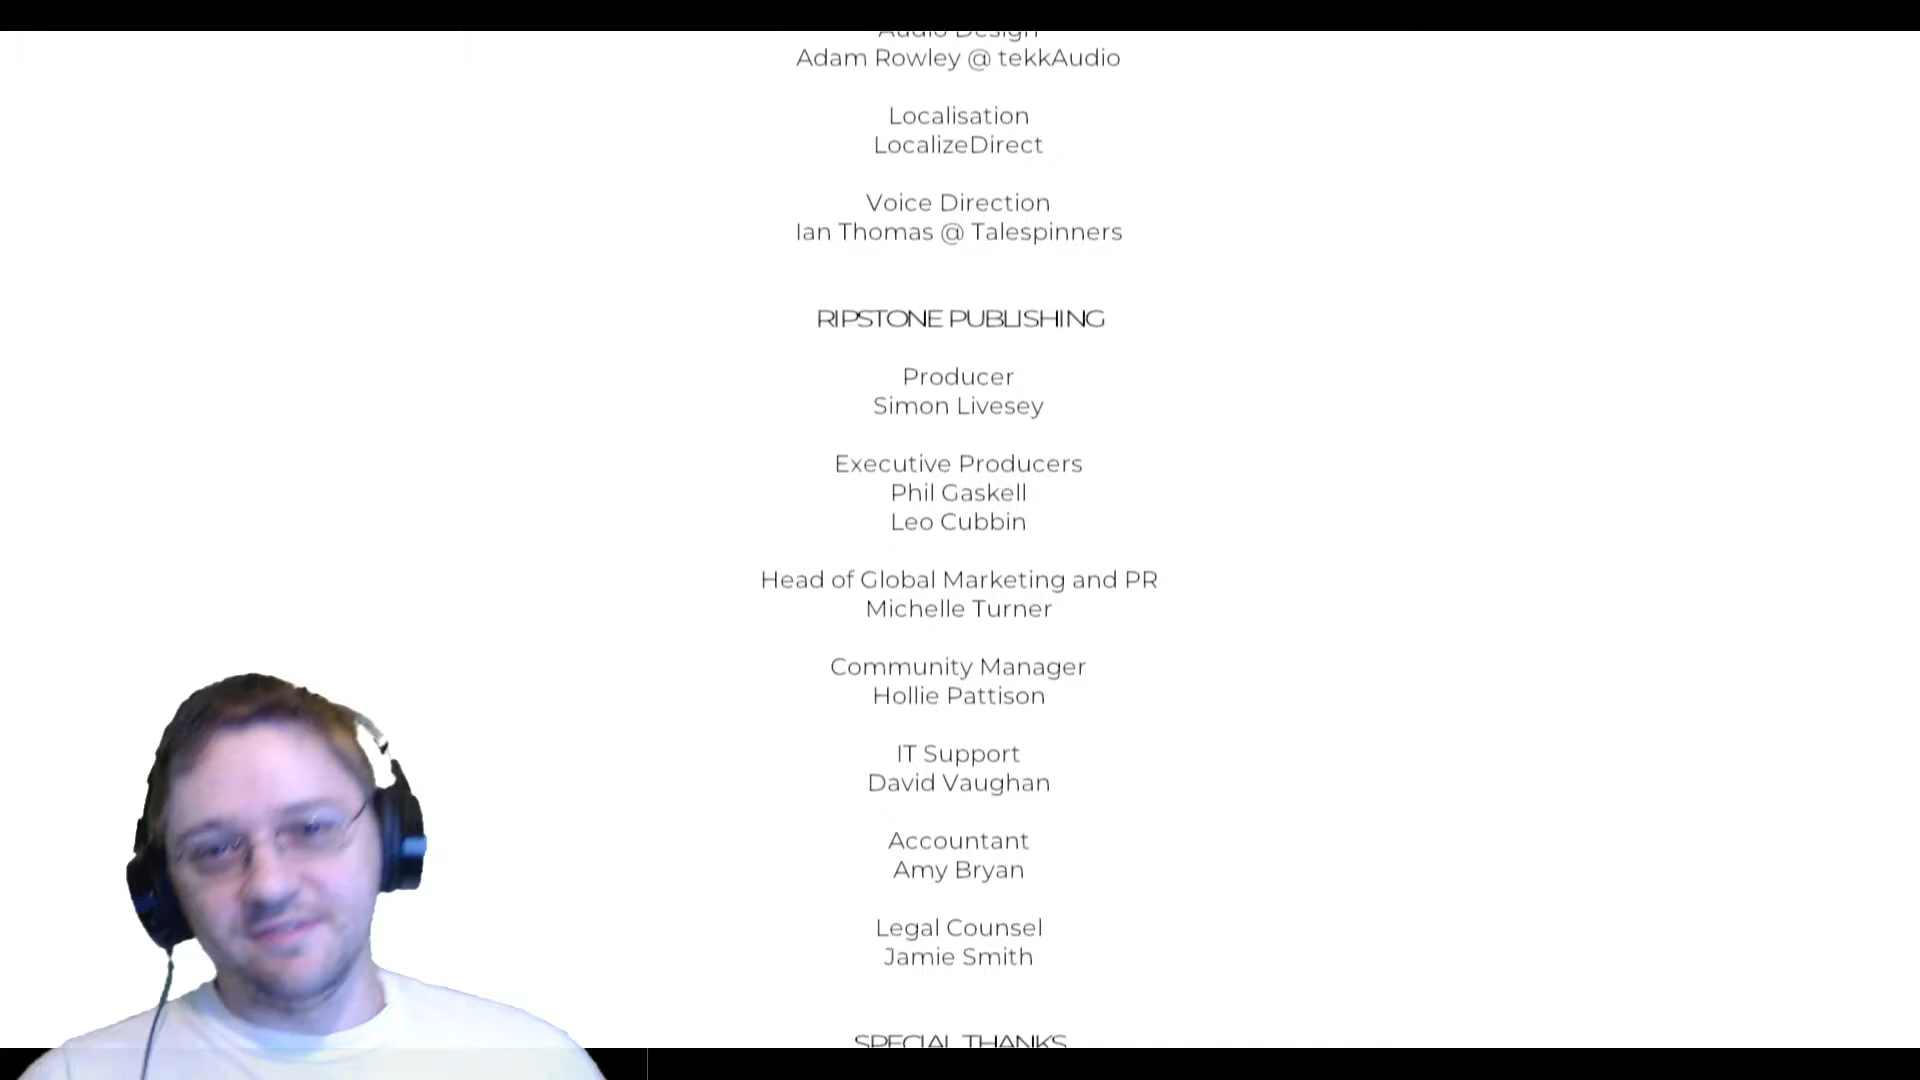 Audio Design
Adam Rowley @ tekkAudio
Localisation
LocalizeDirect
Voice Direction
Ian Thomas @ Talespinners
RIPSTONE PUBLISHING
Producer
Simon Livesey
Executive Producers
Phil Gaskell
Leo Cubbin
Head of Global Marketing and PR
Michelle Turner
Community Manager
Hollie Pattison
IT Support
David Vaughan
Accountant
Amy Bryan
Legal Counsel
Jamie Smith
SPECIAL THANKS